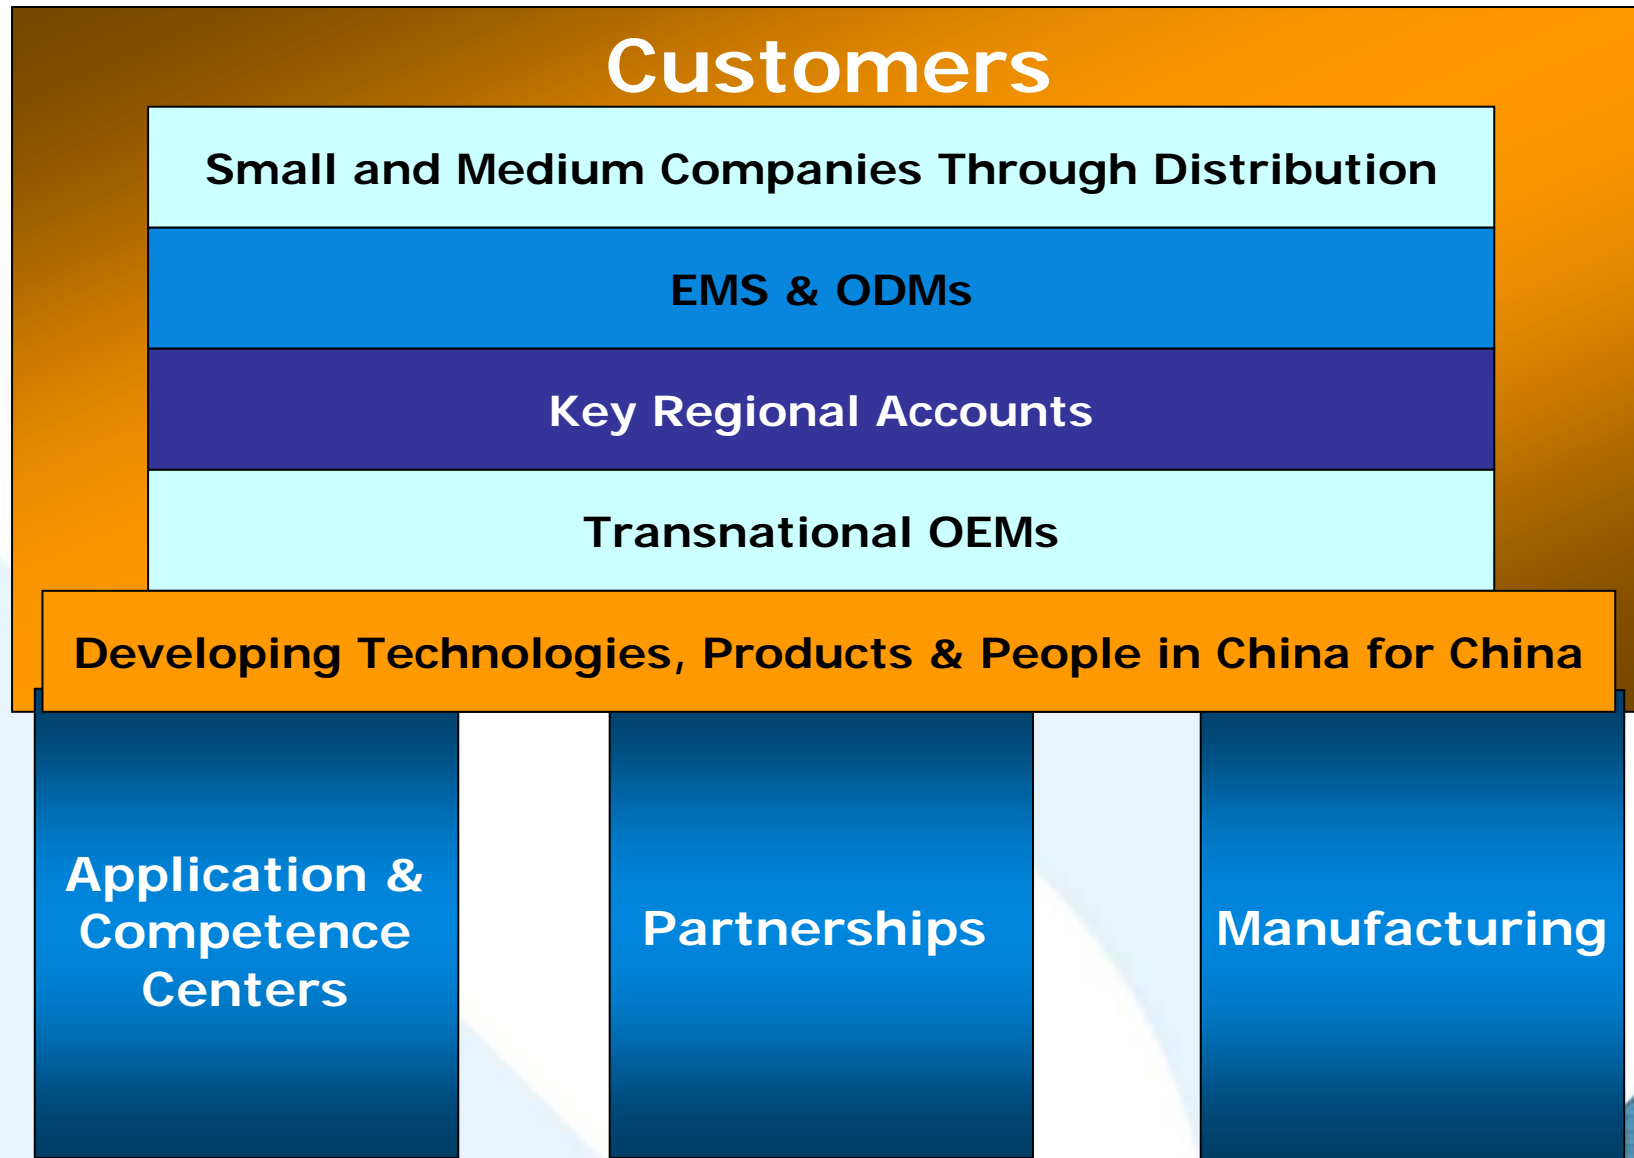 Customers
Small and Medium Companies Through Distribution
EMS & ODMs
Key Regional Accounts
Transnational OEMs
Developing Technologies, Products & People in China for China
Application &
Competence
Centers
Partnerships
Manufacturing